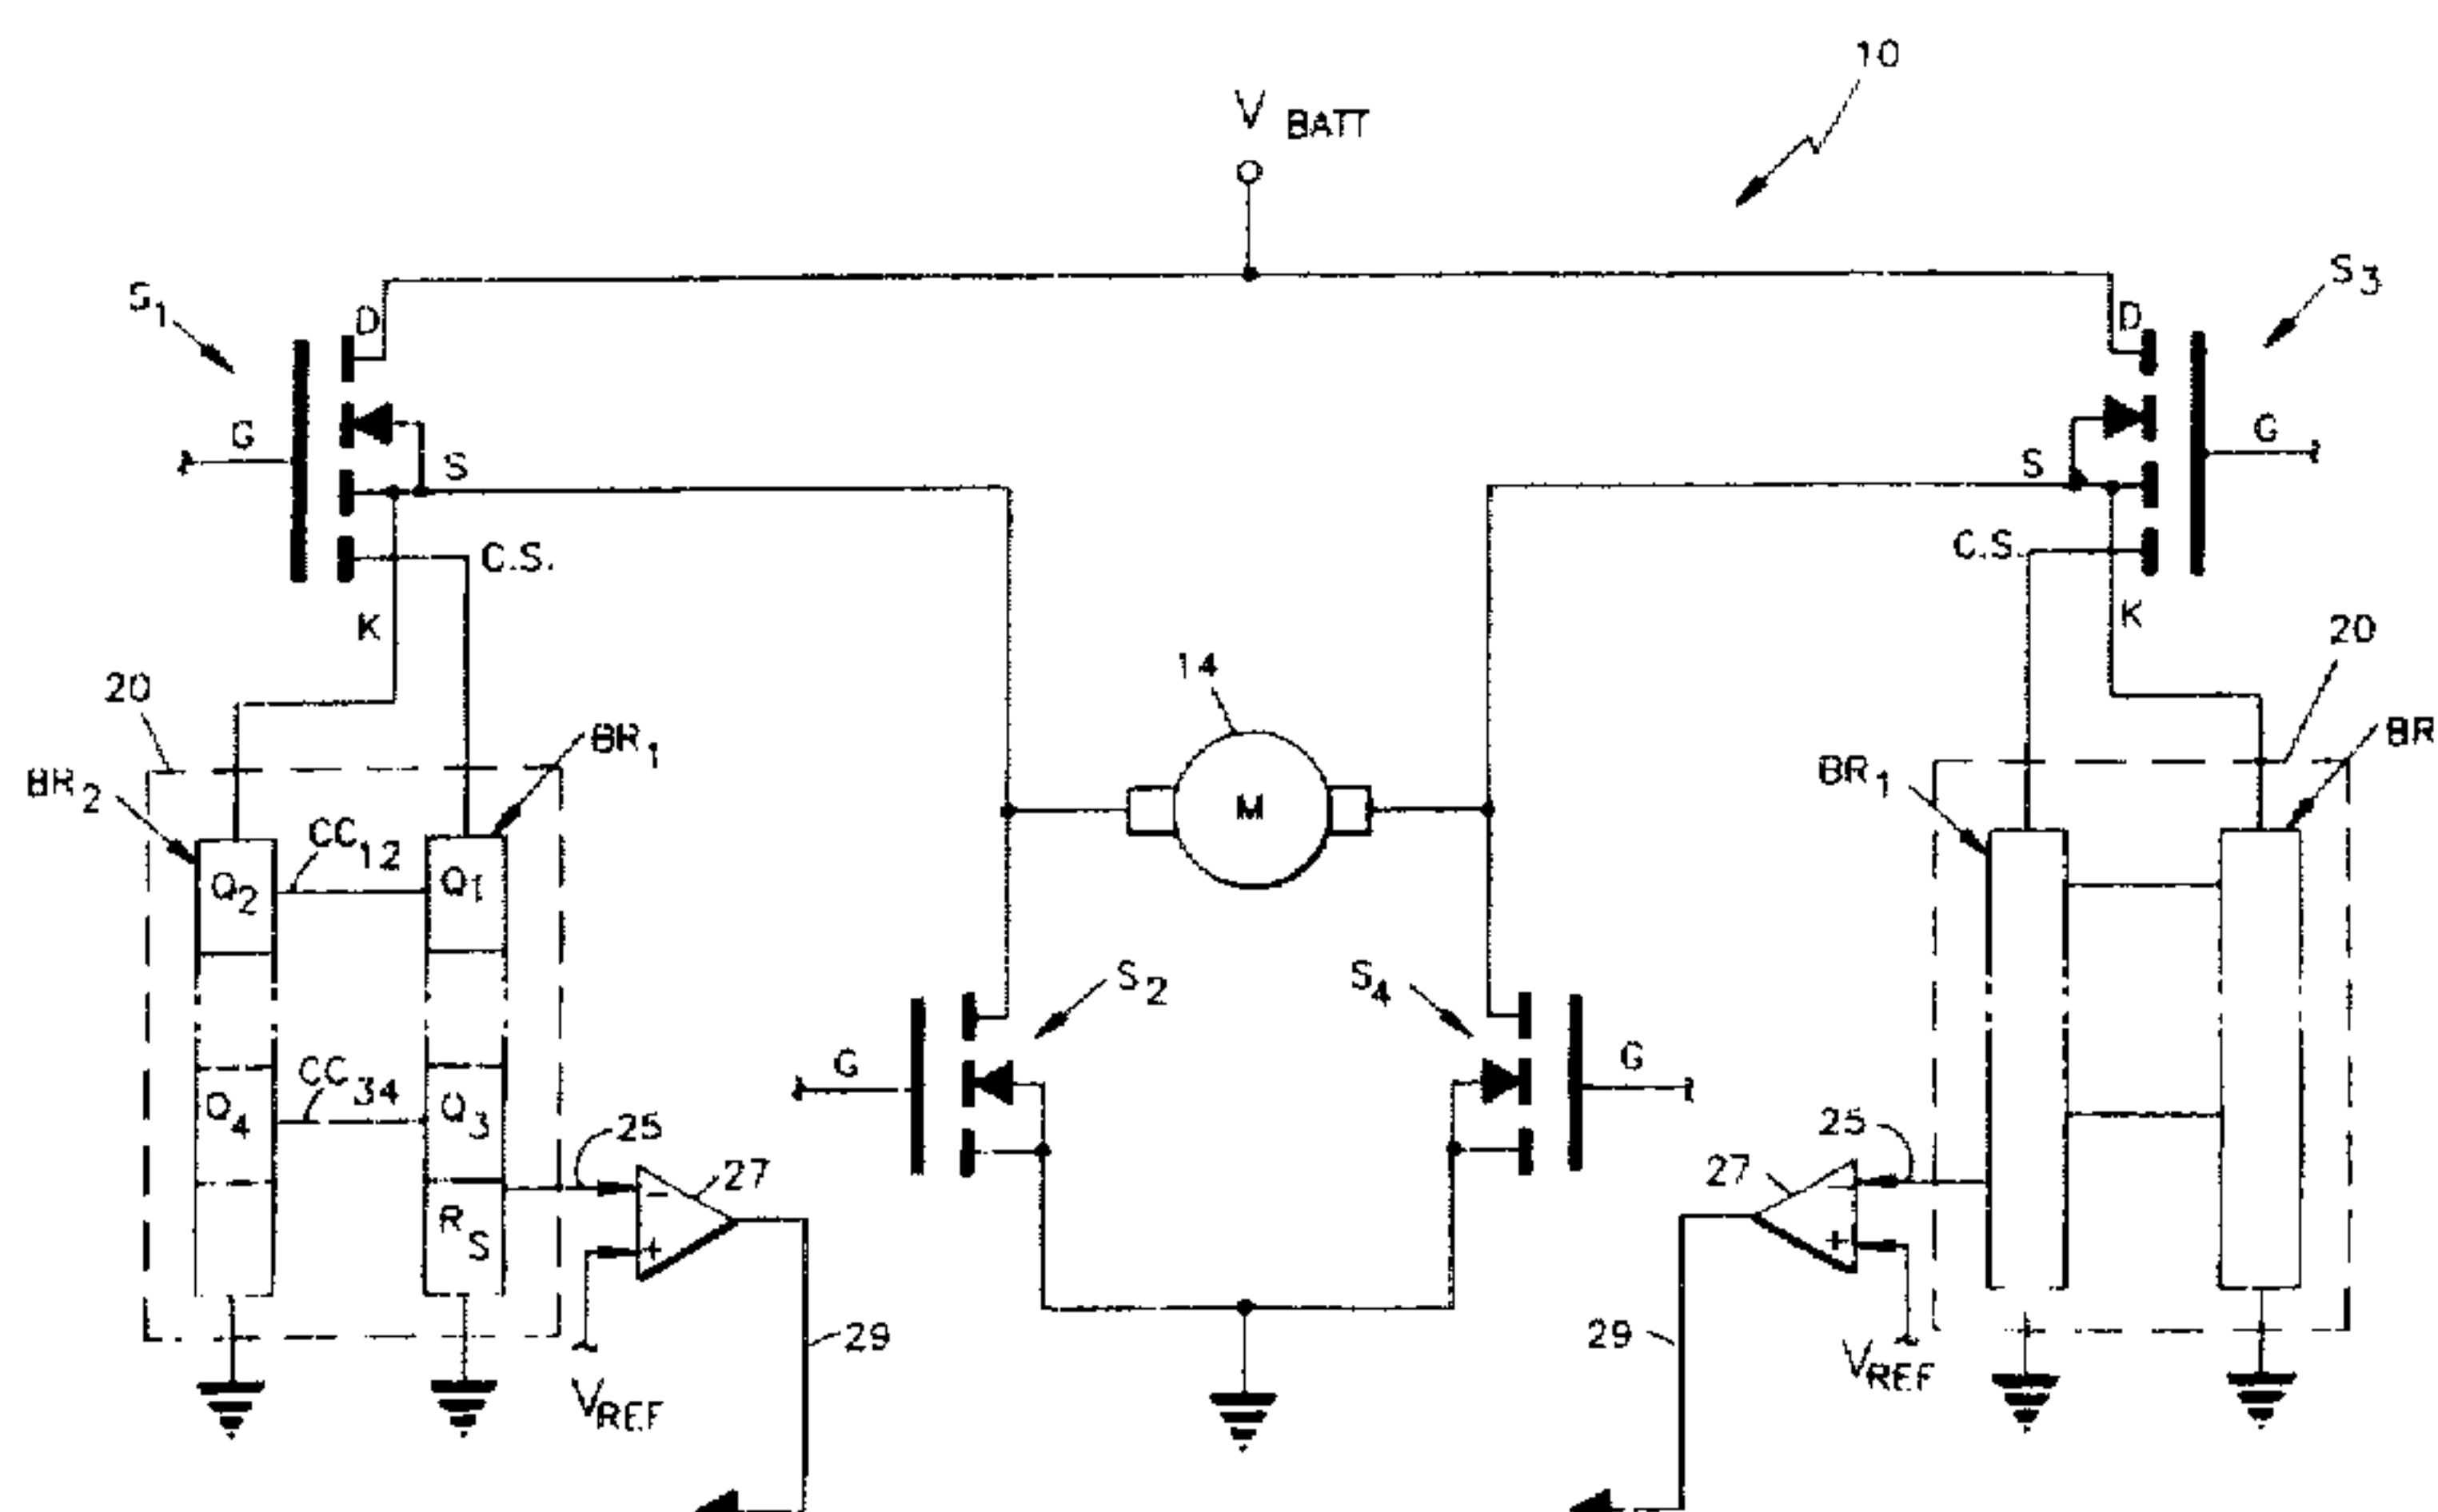 10
V BATT
S1
D
D
S3
G
S
S
G
C.S.
C.S.
K
K
20
14
20
BR1
BR
BR2
BR1
CC12
M
Q2
Q1
S2
S4
CC34
G
G
Q4
Q3
25
25
27
27
−
−
RS
+
+
29
29
VREF
VREF